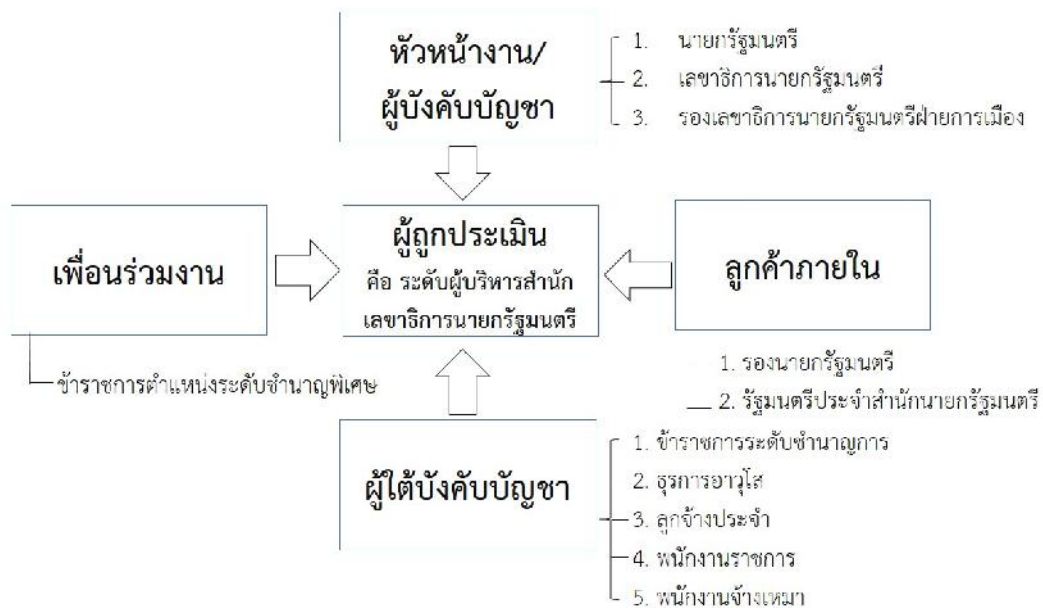 หัวหน้างาน/
ผู้บังคับบัญชา
1. นายกรัฐมนตรี
2. เลขาธิการนายกรัฐมนตรี
3. รองเลขาธิการนายกรัฐมนตรีฝ่ายการเมือง
เพื่อนร่วมงาน
ข้าราชการตำแหน่งระดับชำนาญพิเศษ
ผู้ถูกประเมิน
คือ ระดับผู้บริหารสำนัก
เลขาธิการนายกรัฐมนตรี
ลูกค้าภายใน
1. รองนายกรัฐมนตรี
2. รัฐมนตรีประจำสำนักนายกรัฐมนตรี
ผู้ใต้บังคับบัญชา
1. ข้าราชการระดับชำนาญการ
2. ธุรการอาวุโส
3. ลูกจ้างประจำ
4. พนักงานราชการ
5. พนักงานจ้างเหมา